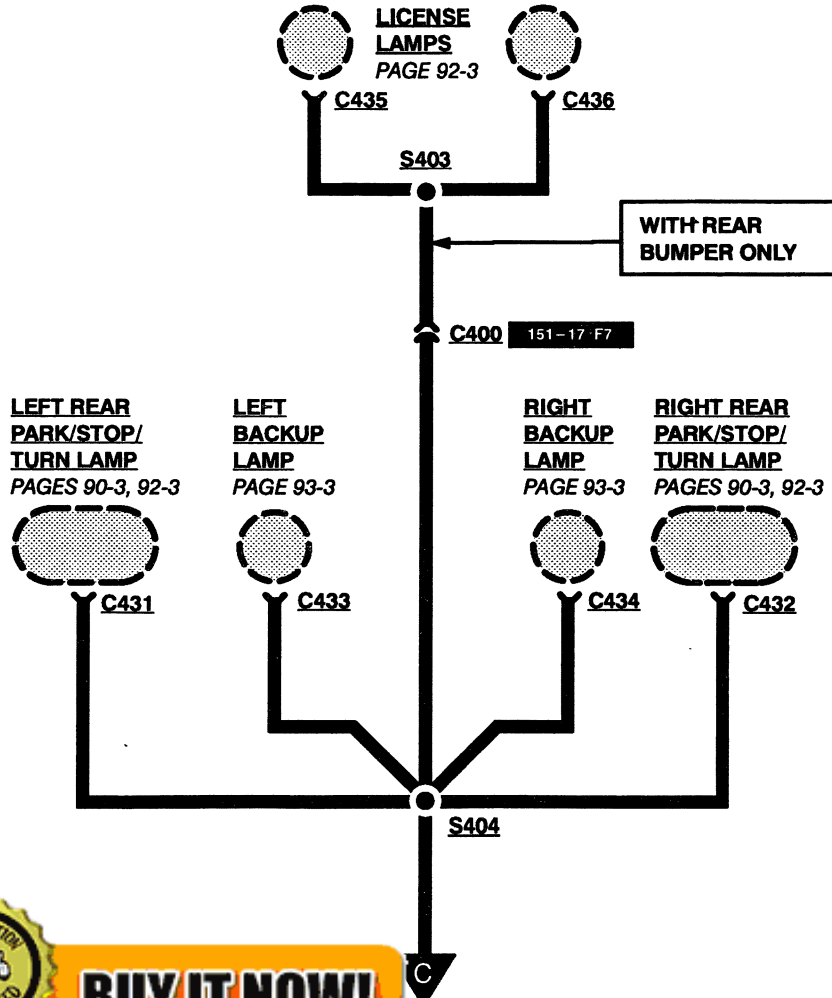 LICENSE
LAMPS
PAGE 92-3
C435
C436
S403
WITH REAR
BUMPER ONLY
C400
151-17 F7
LEFT REAR
PARK/STOP/
TURN LAMP
PAGES 90-3, 92-3
LEFT
BACKUP
LAMP
PAGE 93-3
RIGHT
BACKUP
LAMP
PAGE 93-3
RIGHT REAR
PARK/STOP/
TURN LAMP
PAGES 90-3, 92-3
C431
C433
C434
C432
S404
C
BUY IT NOW!